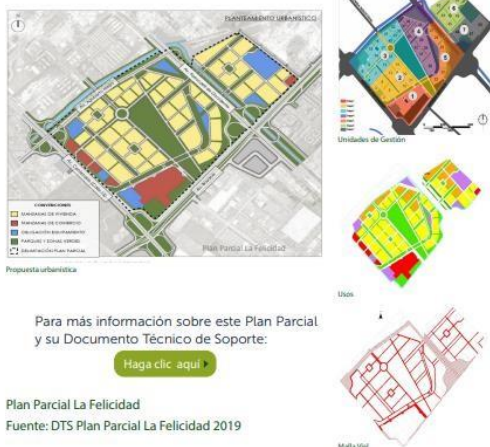 PLANTEAMIENTO URBANÍSTICO
CONVENCIONES
MANZANAS DE VIVIENDA
MANZANAS DE COMERCIO
OBLIGACIÓN EQUIPAMIENTO
PARQUES Y ZONAS VERDES
DELIMITACIÓN PLAN PARCIAL
Plan Parcial La Felicidad
Propuesta urbanística
Unidades de Gestión
Usos
Para más información sobre este Plan Parcial
y su Documento Técnico de Soporte:
Haga clic aquí
Plan Parcial La Felicidad
Fuente: DTS Plan Parcial La Felicidad 2019
Malla Vial